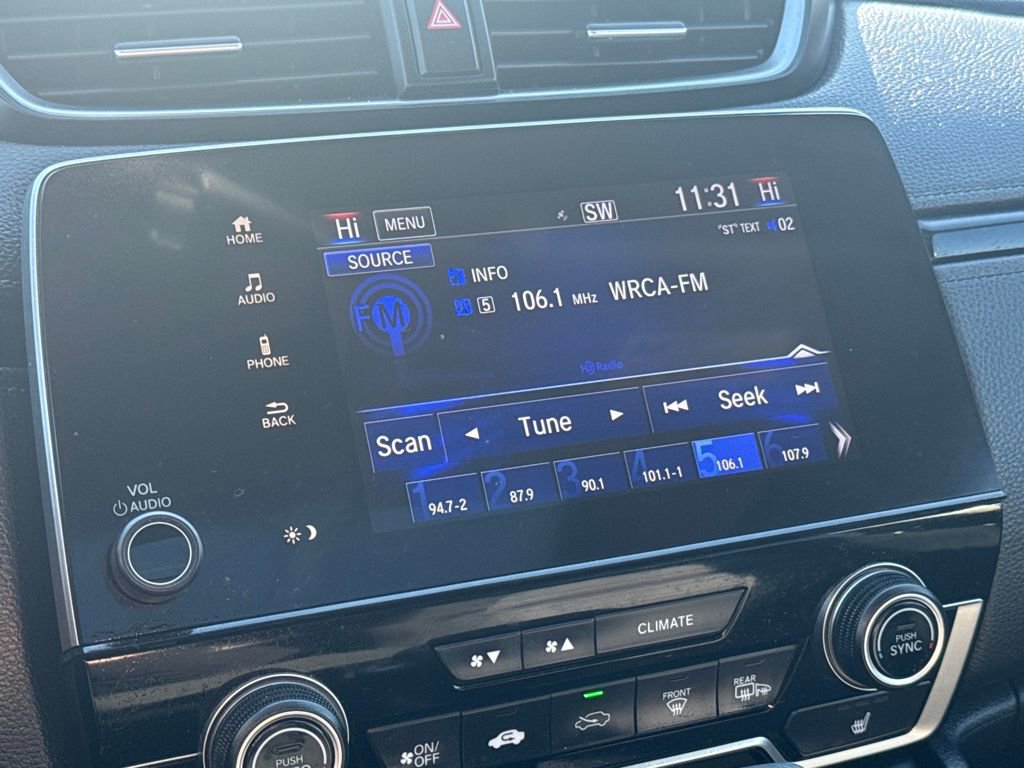 Hi MENU SW 11:31 Hi
"ST" TEXT 02
SOURCE
INFO
FM
5 106.1 MHz WRCA-FM
HD Radio
Scan Tune Seek
1 94.7-2 2 87.9 3 90.1 4 101.1-1 5 106.1 6 107.9
HOME
AUDIO
PHONE
BACK
VOL
AUDIO
CLIMATE
PUSH
SYNC
FRONT
REAR
ON/
OFF
PUSH